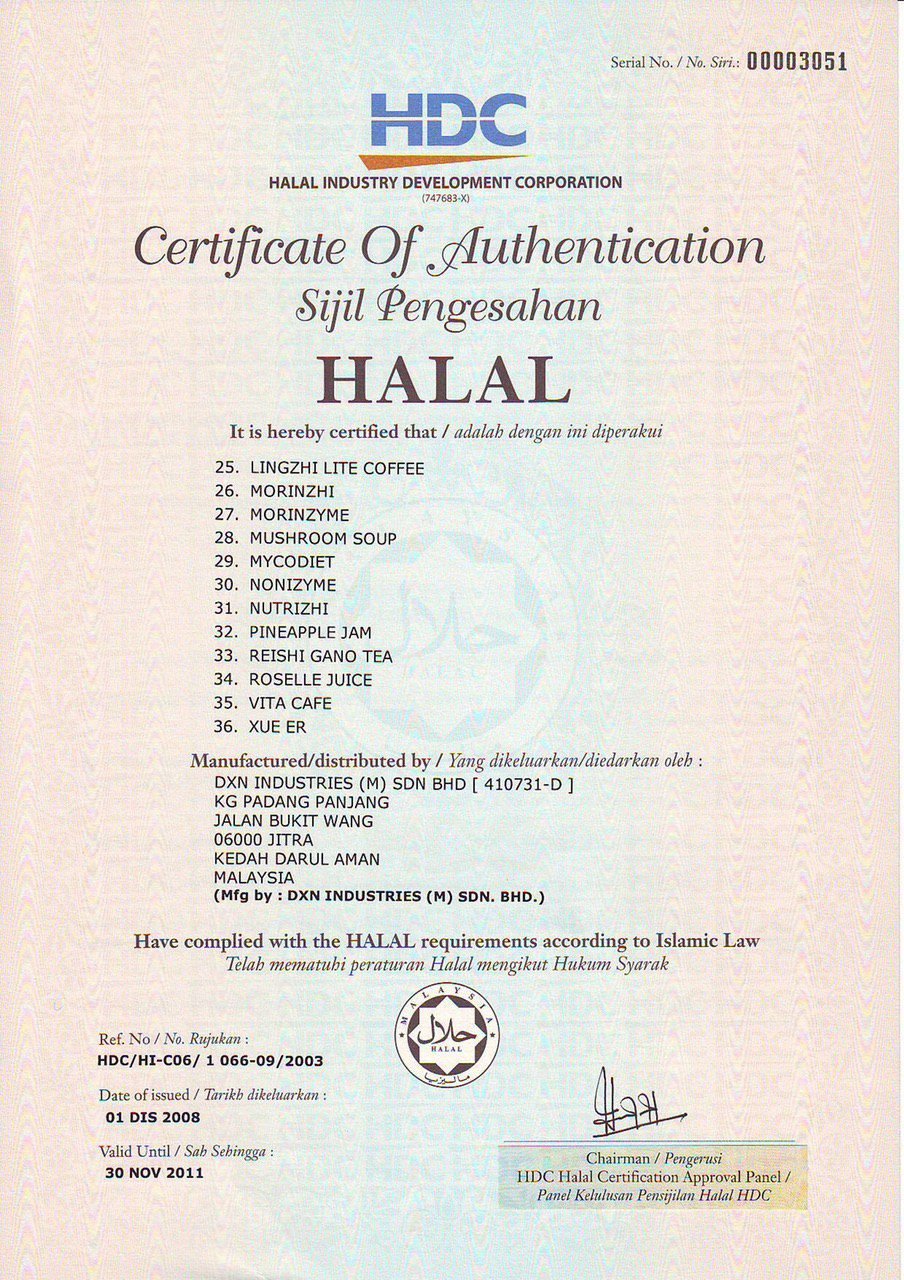 Serial No. / No. Siri.: 00003051
HDC
HALAL INDUSTRY DEVELOPMENT CORPORATION
(747683-X)
Certificate Of Authentication
Sijil Pengesahan
HALAL
It is hereby certified that / adalah dengan ini diperakui
25. LINGZHI LITE COFFEE
26. MORINZHI
27. MORINZYME
28. MUSHROOM SOUP
29. MYCODIET
30. NONIZYME
31. NUTRIZHI
32. PINEAPPLE JAM
33. REISHI GANO TEA
34. ROSELLE JUICE
35. VITA CAFE
36. XUE ER
Manufactured/distributed by / Yang dikeluarkan/diedarkan oleh :
DXN INDUSTRIES (M) SDN BHD [ 410731-D ]
KG PADANG PANJANG
JALAN BUKIT WANG
06000 JITRA
KEDAH DARUL AMAN
MALAYSIA
(Mfg by : DXN INDUSTRIES (M) SDN. BHD.)
Have complied with the HALAL requirements according to Islamic Law
Telah mematuhi peraturan Halal mengikut Hukum Syarak
MALAYSIA
حلال
HALAL
ماليزيا
Ref. No / No. Rujukan :
HDC/HI-C06/ 1 066-09/2003
Date of issued / Tarikh dikeluarkan :
01 DIS 2008
Valid Until / Sah Sehingga :
30 NOV 2011
Chairman / Pengerusi
HDC Halal Certification Approval Panel /
Panel Kelulusan Pensijilan Halal HDC